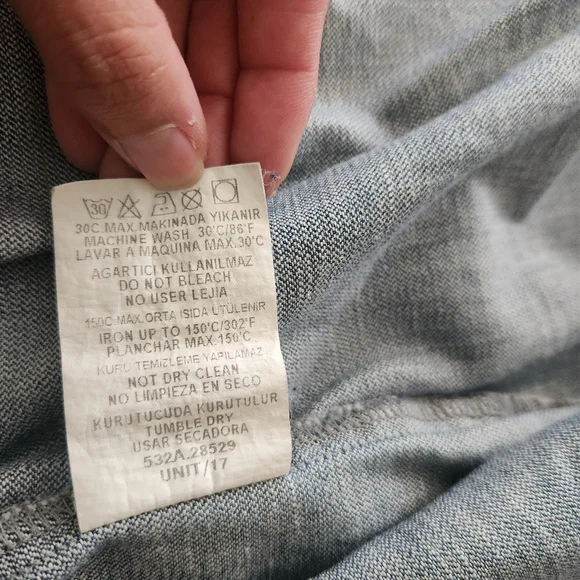 30
30C.MAX.MAKINADA YIKANIR
MACHINE WASH 30'C/86'F
LAVAR A MAQUINA MAX.30'C
AGARTICI KULLANILMAZ
DO NOT BLEACH
NO USER LEJIA
150C MAX.ORTA ISIDA ÜTÜLENIR
IRON UP TO 150'C/302'F
PLANCHAR MAX.150'C
KURU TEMIZLEME YAPILAMAZ
NOT DRY CLEAN
NO LIMPIEZA EN SECO
KURUTUCUDA KURUTULUR
TUMBLE DRY
USAR SECADORA
532A.28529
UNIT/17